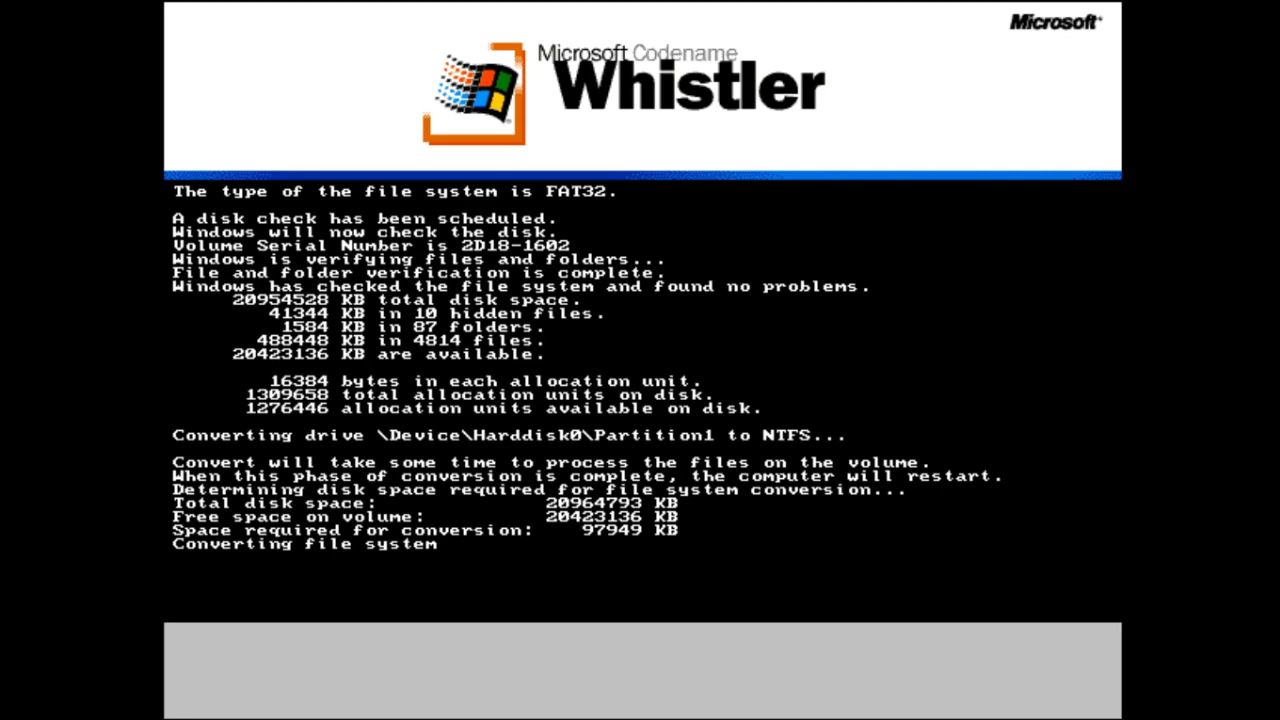 Microsoft
Microsoft Codename
Whistler
The type of the file system is FAT32.
A disk check has been scheduled.
Windows will now check the disk.
Volume Serial Number is 2D18-1602
Windows is verifying files and folders...
File and folder verification is complete.
Windows has checked the file system and found no problems.
20954528 KB total disk space.
41344 KB in 10 hidden files.
1584 KB in 87 folders.
488448 KB in 4814 files.
20423136 KB are available.
16384 bytes in each allocation unit.
1309658 total allocation units on disk.
1276446 allocation units available on disk.
Converting drive \Device\Harddisk0\Partition1 to NTFS...
Convert will take some time to process the files on the volume.
When this phase of conversion is complete, the computer will restart.
Determining disk space required for file system conversion...
Total disk space: 20964793 KB
Free space on volume: 20423136 KB
Space required for conversion: 97949 KB
Converting file system